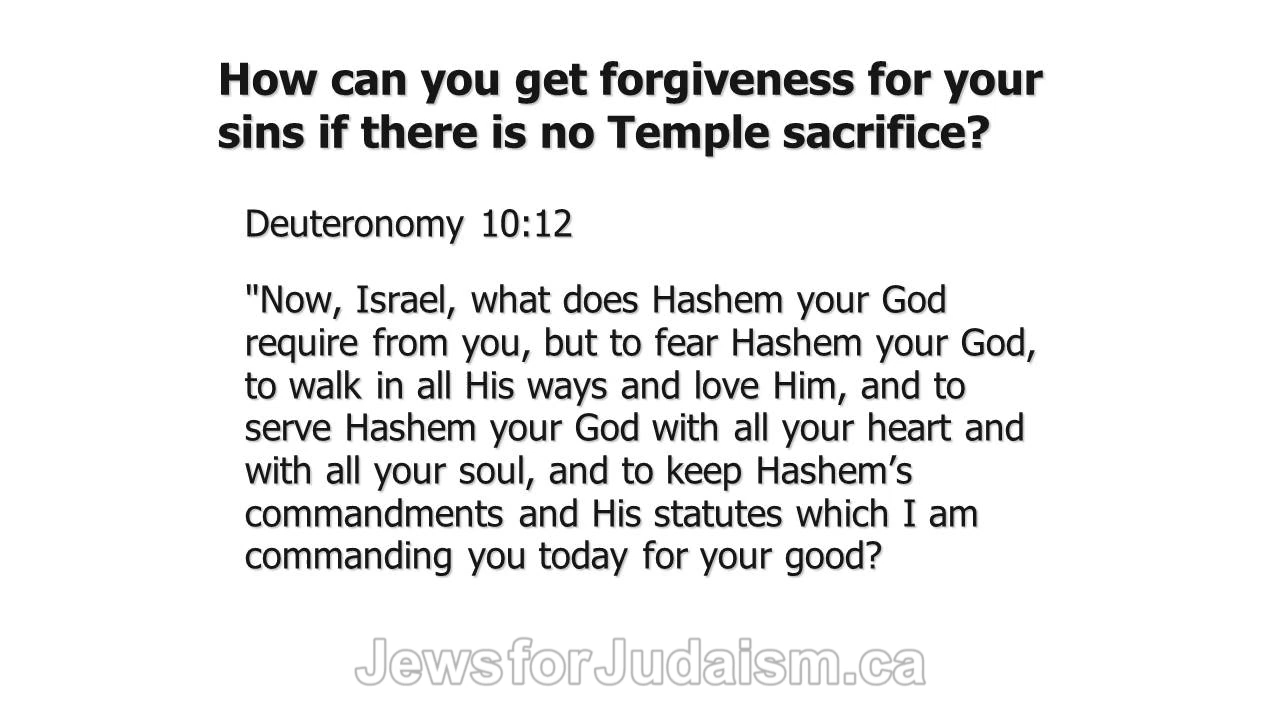 How can you get forgiveness for your
sins if there is no Temple sacrifice?
Deuteronomy 10:12
"Now, Israel, what does Hashem your God
require from you, but to fear Hashem your God,
to walk in all His ways and love Him, and to
serve Hashem your God with all your heart and
with all your soul, and to keep Hashem’s
commandments and His statutes which I am
commanding you today for your good?
JewsforJudaism.ca